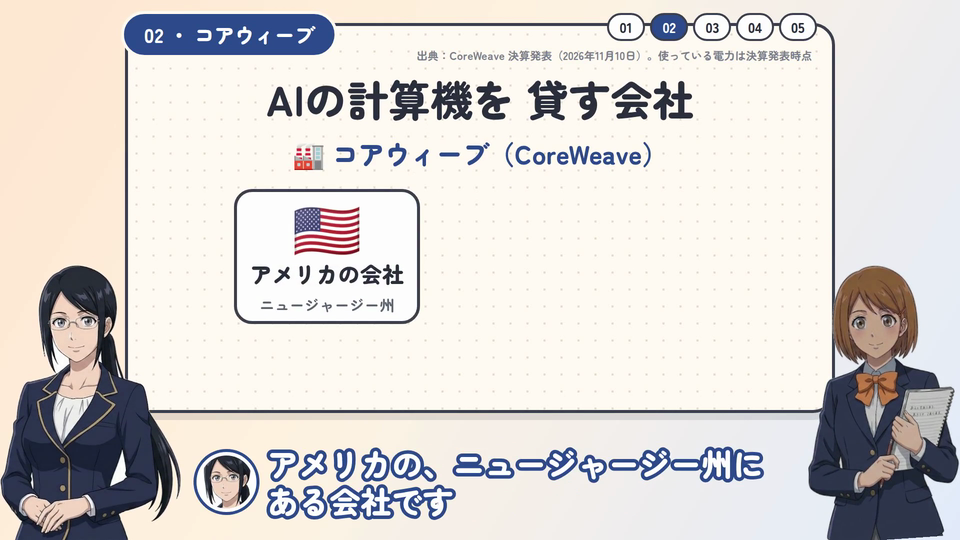 02 ・ コアウィーブ
01 02 03 04 05
出典：CoreWeave 決算発表（2026年11月10日）。使っている電力は決算発表時点
AIの計算機を 貸す会社
コアウィーブ（CoreWeave）
アメリカの会社
ニュージャージー州
アメリカの、ニュージャージー州に
ある会社です